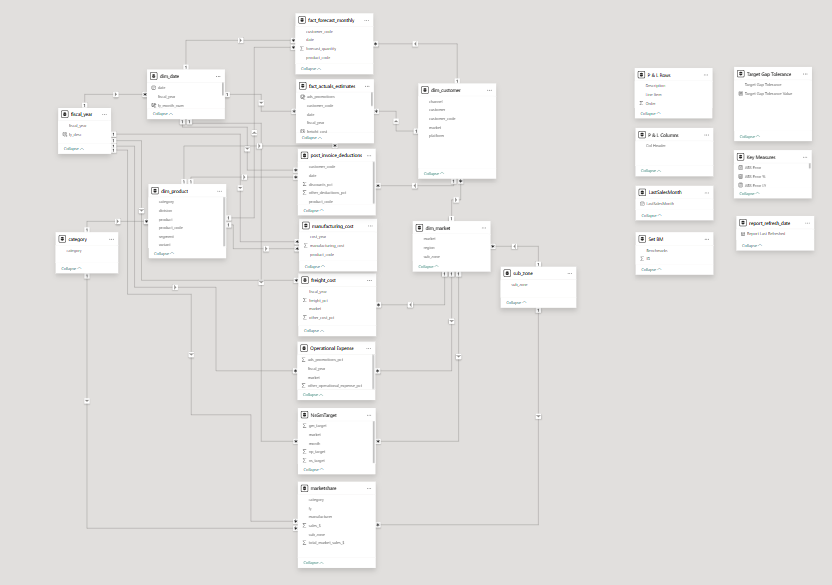 fact_forecast_monthly
customer_code
date
forecast_quantity
product_code
Collapse
dim_date
date
fiscal_year
fy_month_num
Collapse
fact_actuals_estimates
ads_promotions
customer_code
date
fiscal_year
freight_cost
Collapse
dim_customer
channel
customer
customer_code
market
platform
Collapse
fiscal_year
fiscal_year
fy_desc
Collapse
post_invoice_deductions
customer_code
date
discounts_pct
other_deductions_pct
product_code
Collapse
dim_product
category
division
product
product_code
segment
variant
Collapse
manufacturing_cost
cost_year
manufacturing_cost
product_code
Collapse
dim_market
market
region
sub_zone
Collapse
category
category
Collapse
freight_cost
fiscal_year
freight_pct
market
other_cost_pct
Collapse
sub_zone
sub_zone
Collapse
Operational Expense
ads_promotions_pct
fiscal_year
market
other_operational_expense_pct
Collapse
NsGmTarget
gm_target
market
month
np_target
ns_target
Collapse
marketshare
category
fy
manufacturer
sales_$
sub_zone
total_market_sales_$
Collapse
P & L Rows
Description
Line Item
Order
Collapse
Target Gap Tolerance
Target Gap Tolerance
Target Gap Tolerance Value
Collapse
P & L Columns
Col Header
Collapse
Key Measures
ABS Error
ABS Error %
Collapse
LastSalesMonth
LastSalesMonth
Collapse
report_refresh_date
Report Last Refreshed
Collapse
Set BM
Benchmarks
ID
Collapse